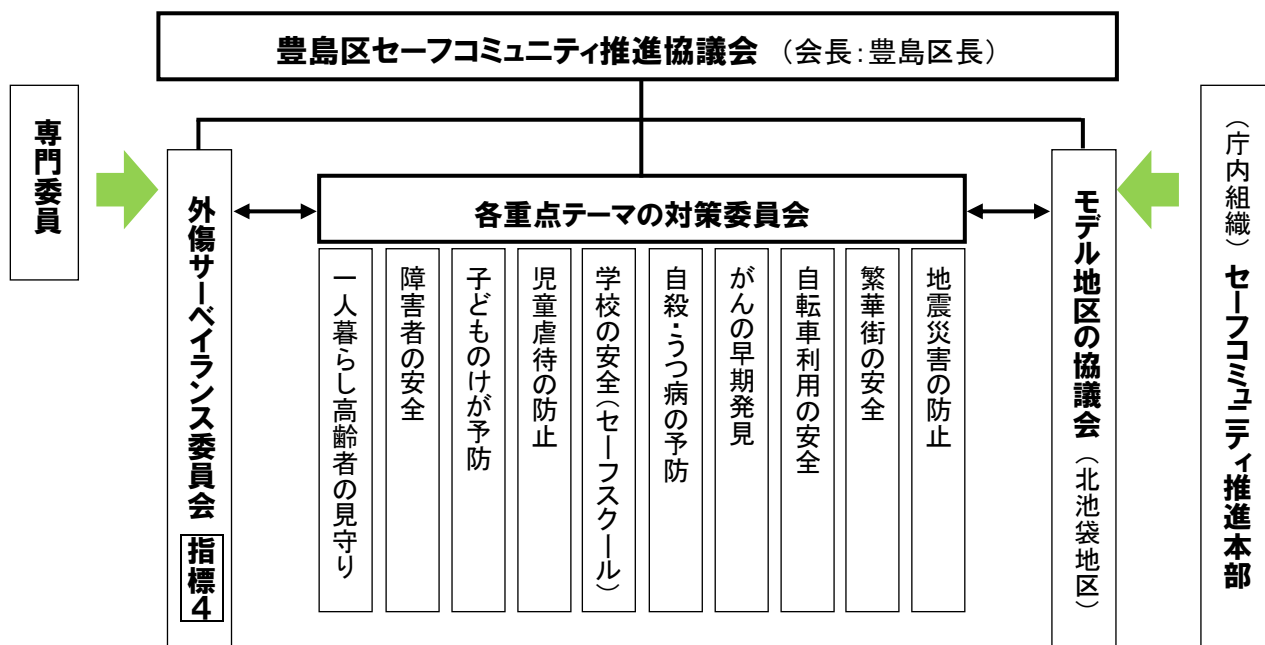 豊島区セーフコミュニティ推進協議会 （会長：豊島区長）
専門委員
外傷サーベイランス委員会 指標４
各重点テーマの対策委員会
一人暮らし高齢者の見守り
障害者の安全
子どものけが予防
児童虐待の防止
学校の安全（セーフスクール）
自殺・うつ病の予防
がんの早期発見
自転車利用の安全
繁華街の安全
地震災害の防止
モデル地区の協議会（北池袋地区）
（庁内組織）セーフコミュニティ推進本部